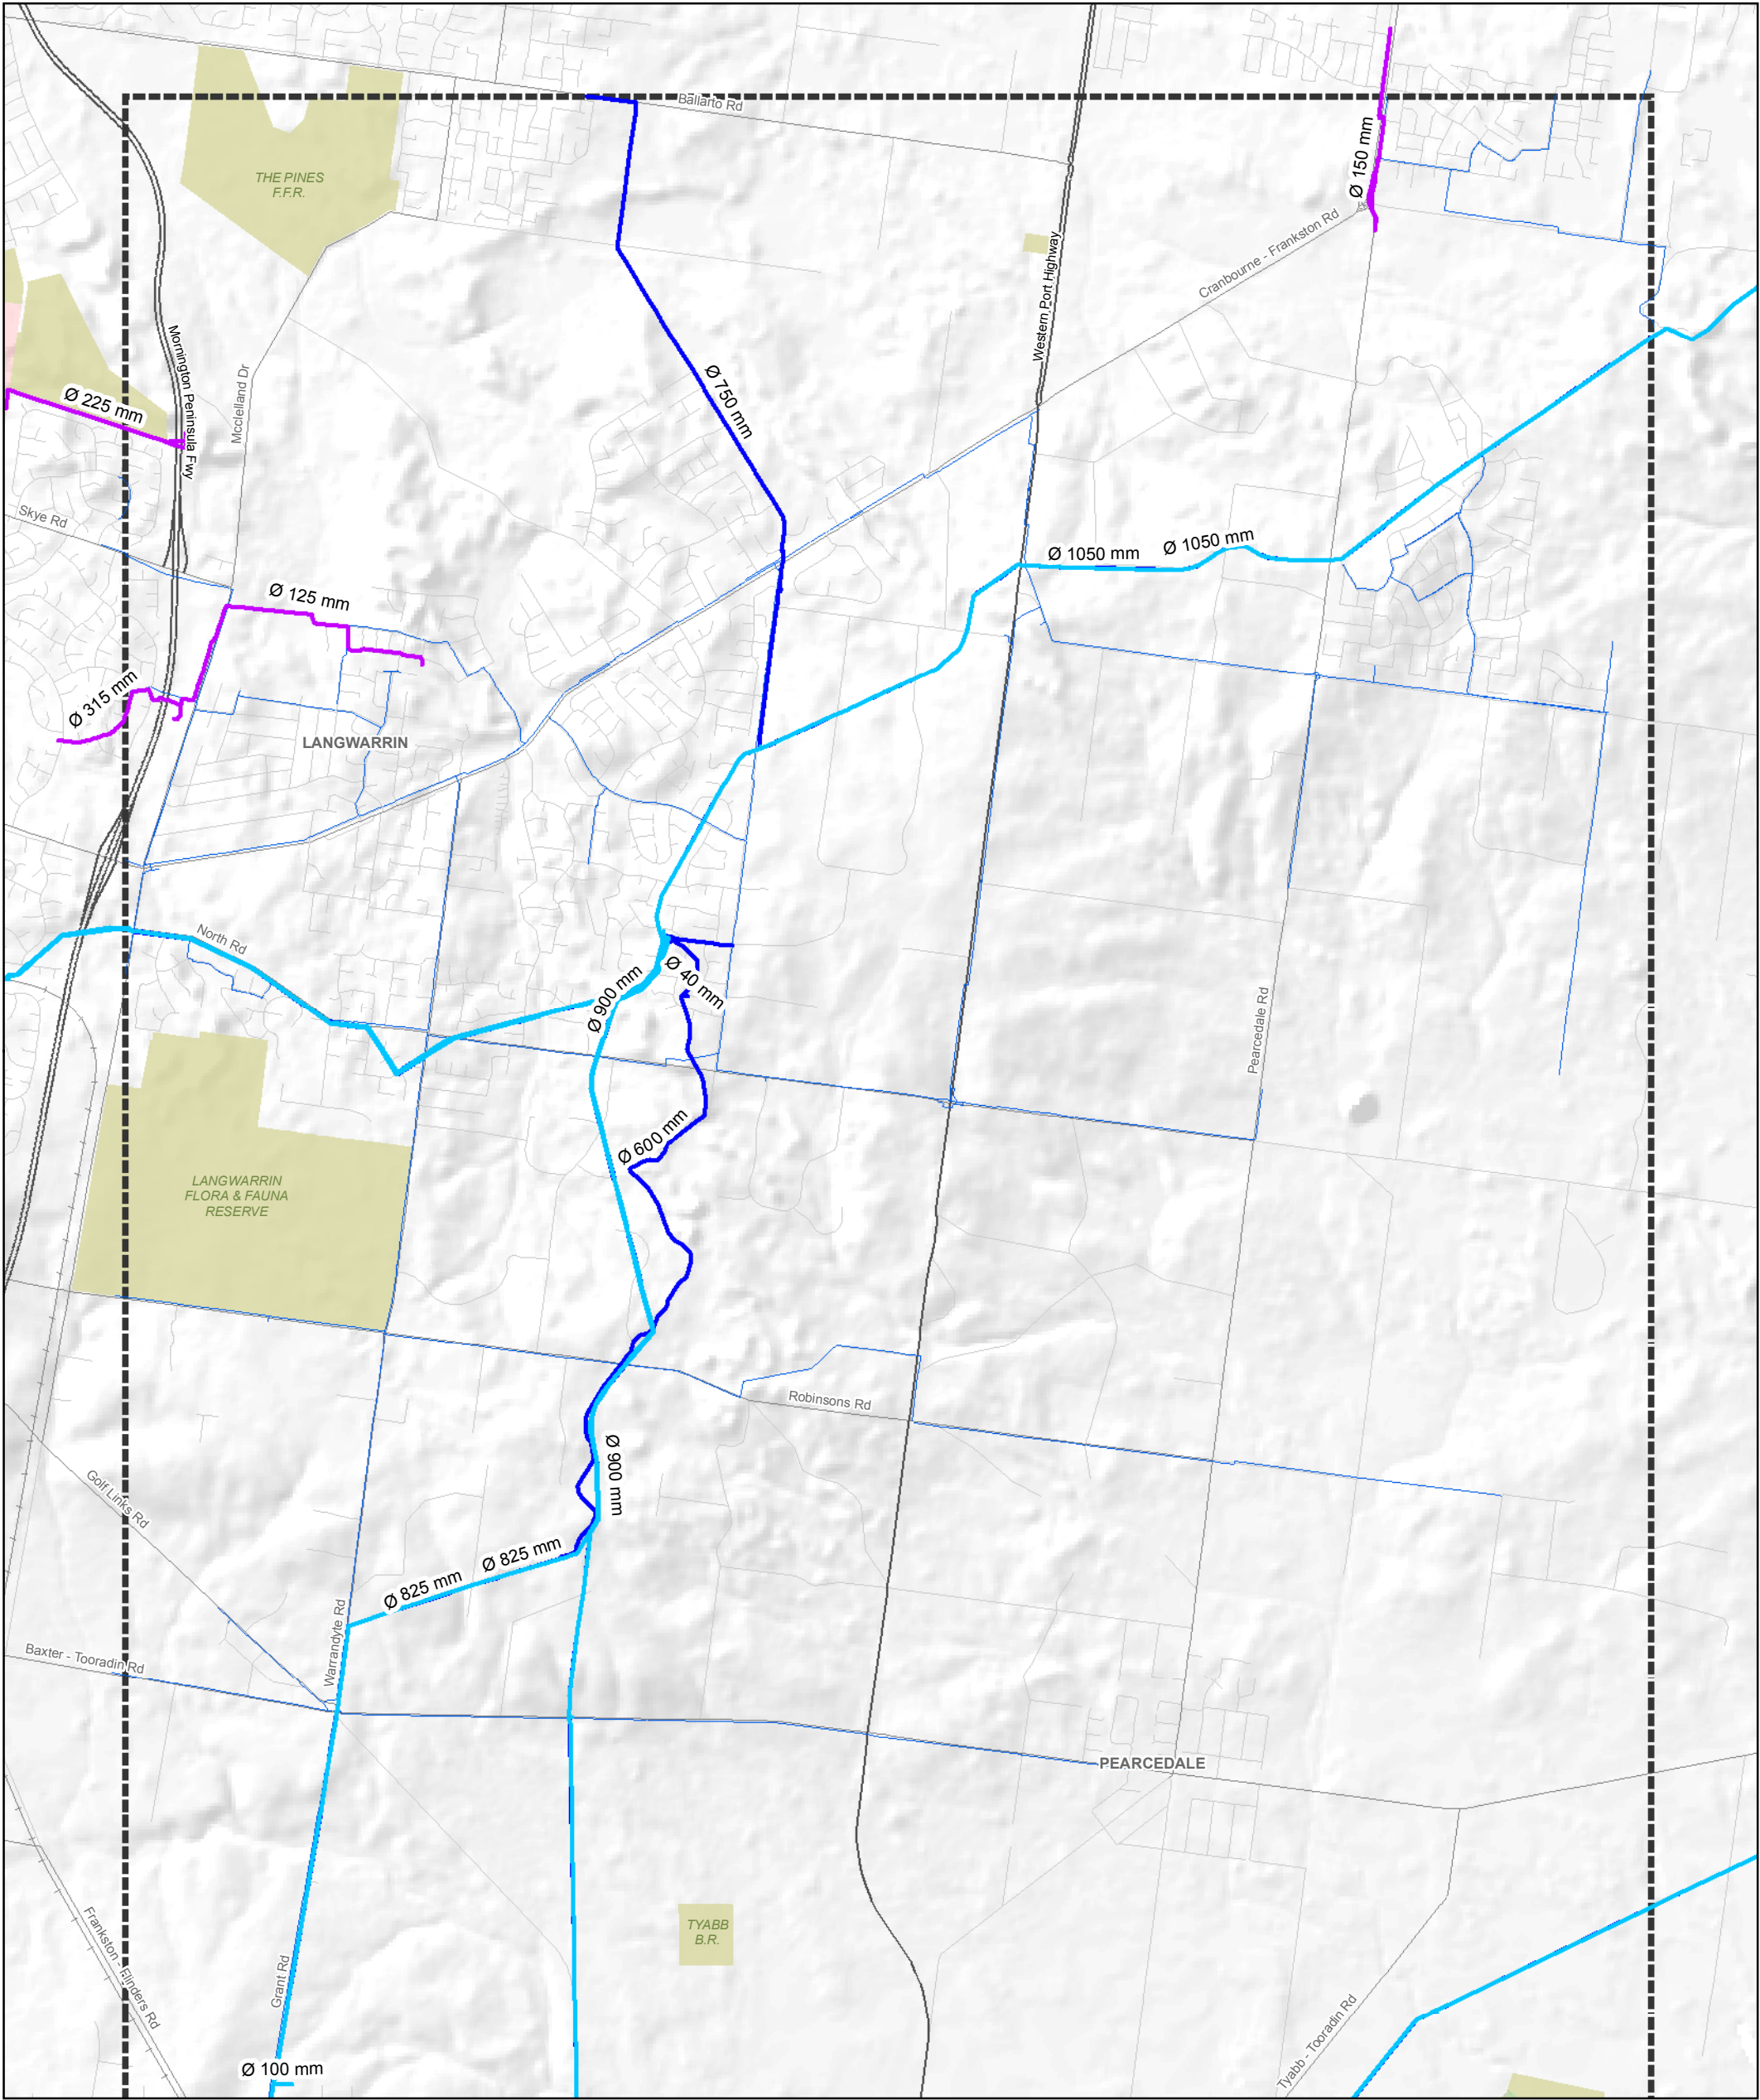 Ballarto Rd
THE PINES
F.F.R.
Ø 150 mm
Cranbourne - Frankston Rd
Western Port Highway
Mornington Peninsula Fwy
Mcclelland Dr
Ø 225 mm
Ø 750 mm
Skye Rd
Ø 1050 mm
Ø 1050 mm
Ø 125 mm
Ø 315 mm
LANGWARRIN
North Rd
Ø 900 mm
Ø 40 mm
Pearcedale Rd
Ø 600 mm
LANGWARRIN
FLORA & FAUNA
RESERVE
Robinsons Rd
Ø 900 mm
Golf Links Rd
Ø 825 mm
Ø 825 mm
Warrandyte Rd
Baxter - Tooradin Rd
PEARCEDALE
TYABB
B.R.
Frankston - Flinders Rd
Grant Rd
Tyabb - Tooradin Rd
Ø 100 mm